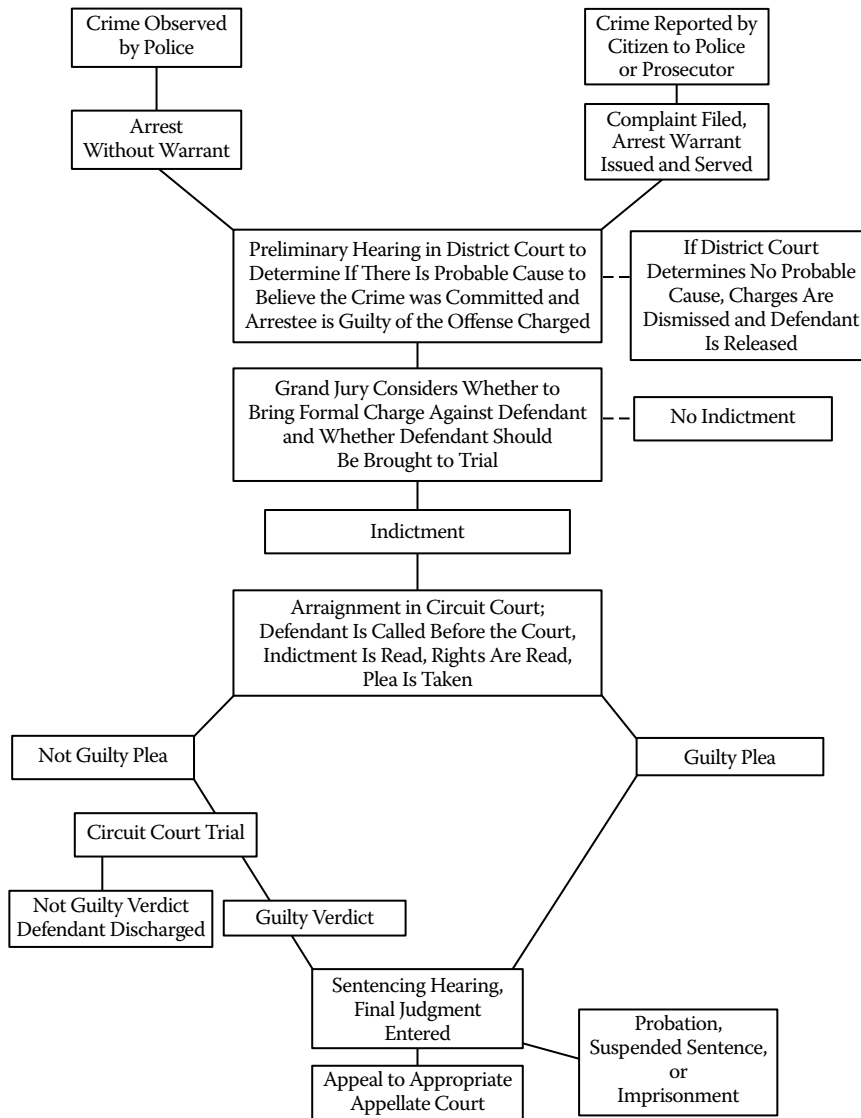 Crime Observed
by Police
Crime Reported by
Citizen to Police
or Prosecutor
Arrest
Without Warrant
Complaint Filed,
Arrest Warrant
Issued and Served
Preliminary Hearing in District Court to
Determine If There Is Probable Cause to
Believe the Crime was Committed and
Arrestee is Guilty of the Offense Charged
If District Court
Determines No Probable
Cause, Charges Are
Dismissed and Defendant
Is Released
Grand Jury Considers Whether to
Bring Formal Charge Against Defendant
and Whether Defendant Should
Be Brought to Trial
No Indictment
Indictment
Arraignment in Circuit Court;
Defendant Is Called Before the Court,
Indictment Is Read, Rights Are Read,
Plea Is Taken
Not Guilty Plea
Guilty Plea
Circuit Court Trial
Not Guilty Verdict
Defendant Discharged
Guilty Verdict
Sentencing Hearing,
Final Judgment
Entered
Probation,
Suspended Sentence,
or
Imprisonment
Appeal to Appropriate
Appellate Court